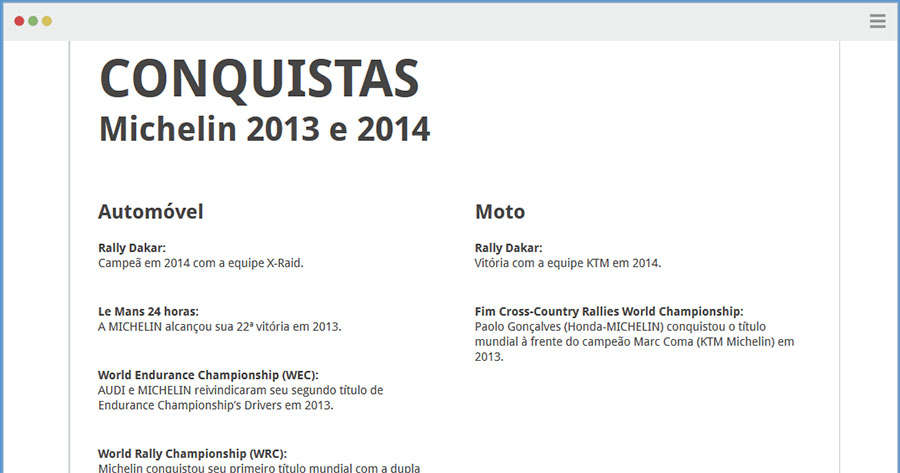 CONQUISTAS
Michelin 2013 e 2014
Automóvel
Rally Dakar:
Campeã em 2014 com a equipe X-Raid.
Le Mans 24 horas:
A MICHELIN alcançou sua 22ª vitória em 2013.
World Endurance Championship (WEC):
AUDI e MICHELIN reivindicaram seu segundo título de
Endurance Championship’s Drivers em 2013.
World Rally Championship (WRC):
Michelin conquistou seu primeiro título mundial com a dupla
Moto
Rally Dakar:
Vitória com a equipe KTM em 2014.
Fim Cross-Country Rallies World Championship:
Paolo Gonçalves (Honda-MICHELIN) conquistou o título
mundial à frente do campeão Marc Coma (KTM Michelin) em
2013.